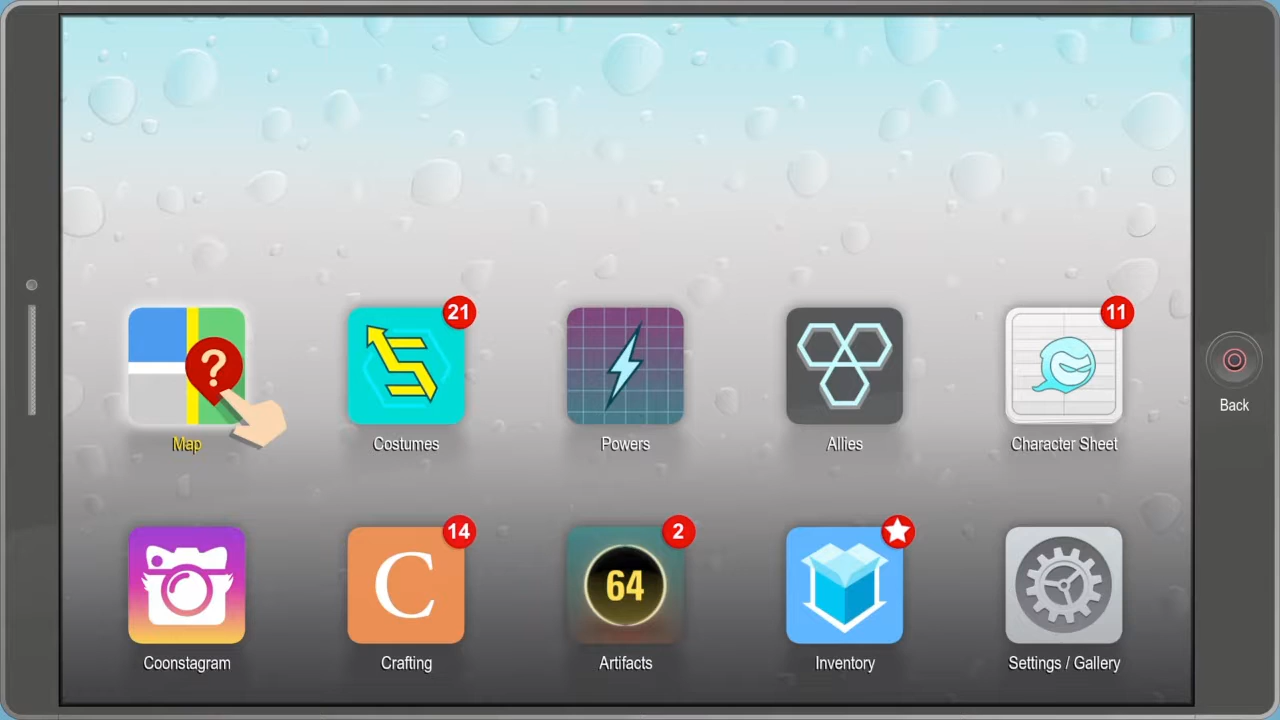 21
11
?
Map
Costumes
Powers
Allies
Character Sheet
Back
14
2
C
64
Coonstagram
Crafting
Artifacts
Inventory
Settings / Gallery